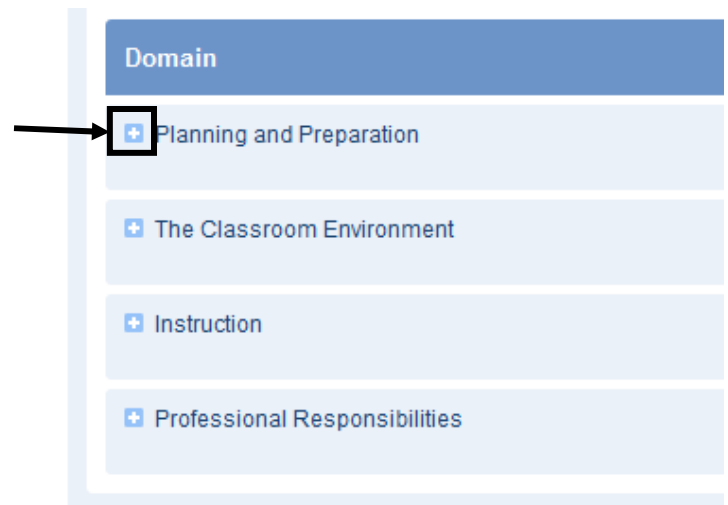 Domain
Planning and Preparation
The Classroom Environment
Instruction
Professional Responsibilities